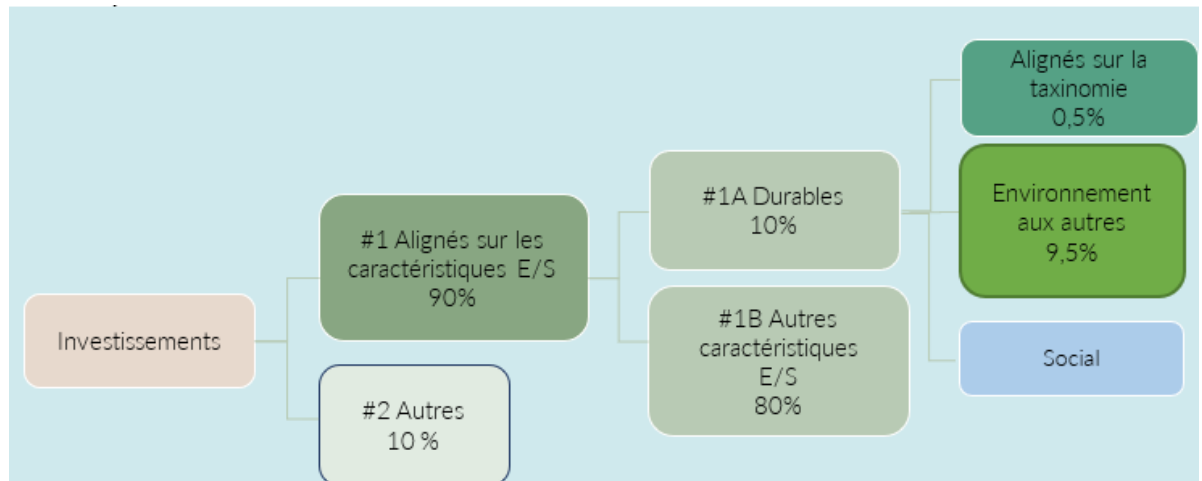 Investissements
#1 Alignés sur les
caractéristiques E/S
90%
#2 Autres
10 %
#1A Durables
10%
#1B Autres
caractéristiques
E/S
80%
Alignés sur la
taxinomie
0,5%
Environnement
aux autres
9,5%
Social